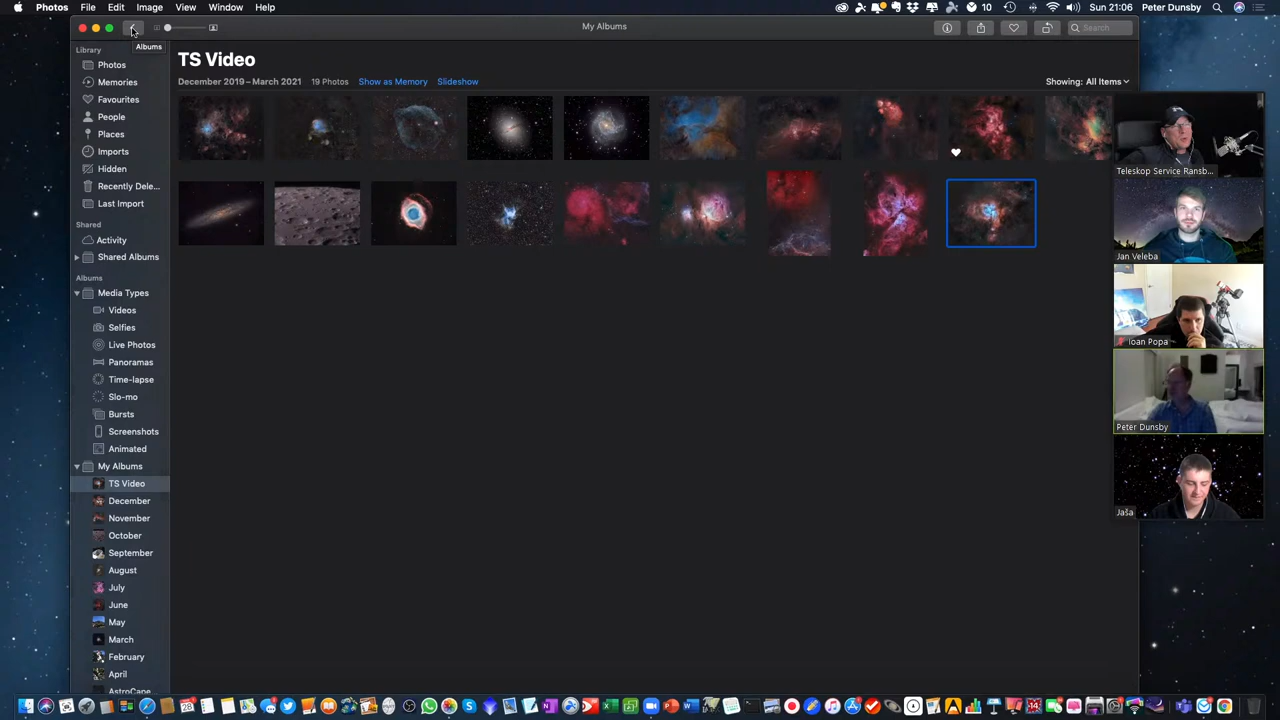 Photos File Edit Image View Window Help
10
Sun 21:06 Peter Dunsby
Albums
My Albums
Search
Library
Photos
Memories
Favourites
People
Places
Imports
Hidden
Recently Dele...
Last Import
Shared
Activity
Shared Albums
Albums
Media Types
Videos
Selfies
Live Photos
Panoramas
Time-lapse
Slo-mo
Bursts
Screenshots
Animated
My Albums
TS Video
December
November
October
September
August
July
June
May
March
February
April
AstroCape
TS Video
December 2019 – March 2021 19 Photos Show as Memory Slideshow
Showing: All Items
Teleskop Service Ransb...
Jan Veleba
Ioan Popa
Peter Dunsby
Jaša